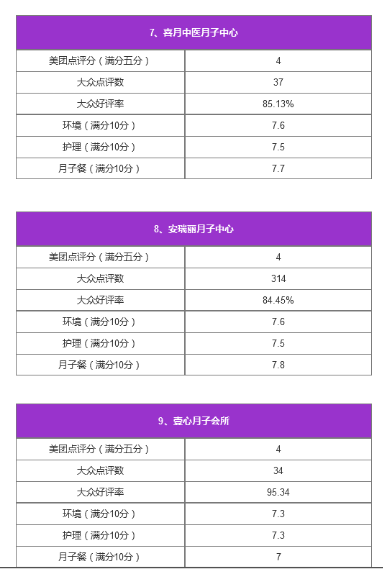 7、喜月中医月子中心
美团点评分（满分五分） 4
大众点评数 37
大众好评率 85.13%
环境（满分10分） 7.6
护理（满分10分） 7.5
月子餐（满分10分） 7.7
8、安瑞丽月子中心
美团点评分（满分五分） 4
大众点评数 314
大众好评率 84.45%
环境（满分10分） 7.6
护理（满分10分） 7.5
月子餐（满分10分） 7.8
9、壹心月子会所
美团点评分（满分五分） 4
大众点评数 34
大众好评率 95.34
环境（满分10分） 7.3
护理（满分10分） 7.3
月子餐（满分10分） 7